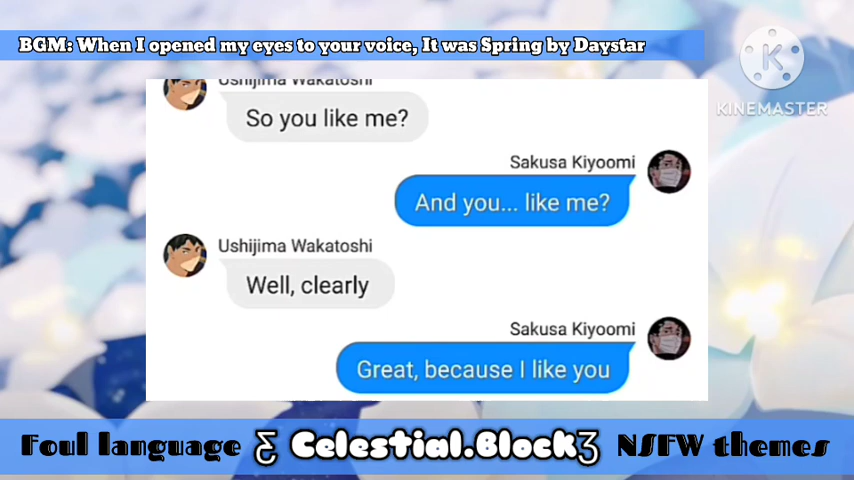 BGM: When I opened my eyes to your voice, It was Spring by Daystar
KINEMASTER
Ushijima Wakatoshi
So you like me?
Sakusa Kiyoomi
And you... like me?
Ushijima Wakatoshi
Well, clearly
Sakusa Kiyoomi
Great, because I like you
Foul language Ƹ Celestial.BlockƷ NSFW themes